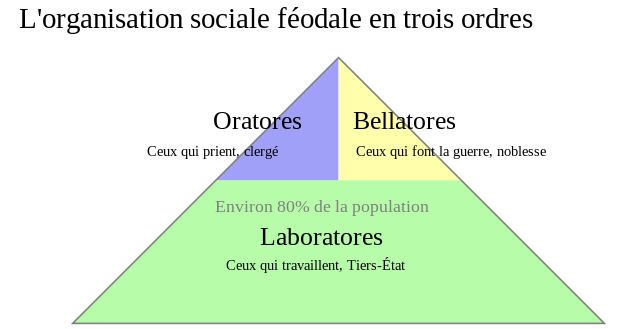 L'organisation sociale féodale en trois ordres
Oratores
Ceux qui prient, clergé
Bellatores
Ceux qui font la guerre, noblesse
Environ 80% de la population
Laboratores
Ceux qui travaillent, Tiers-État